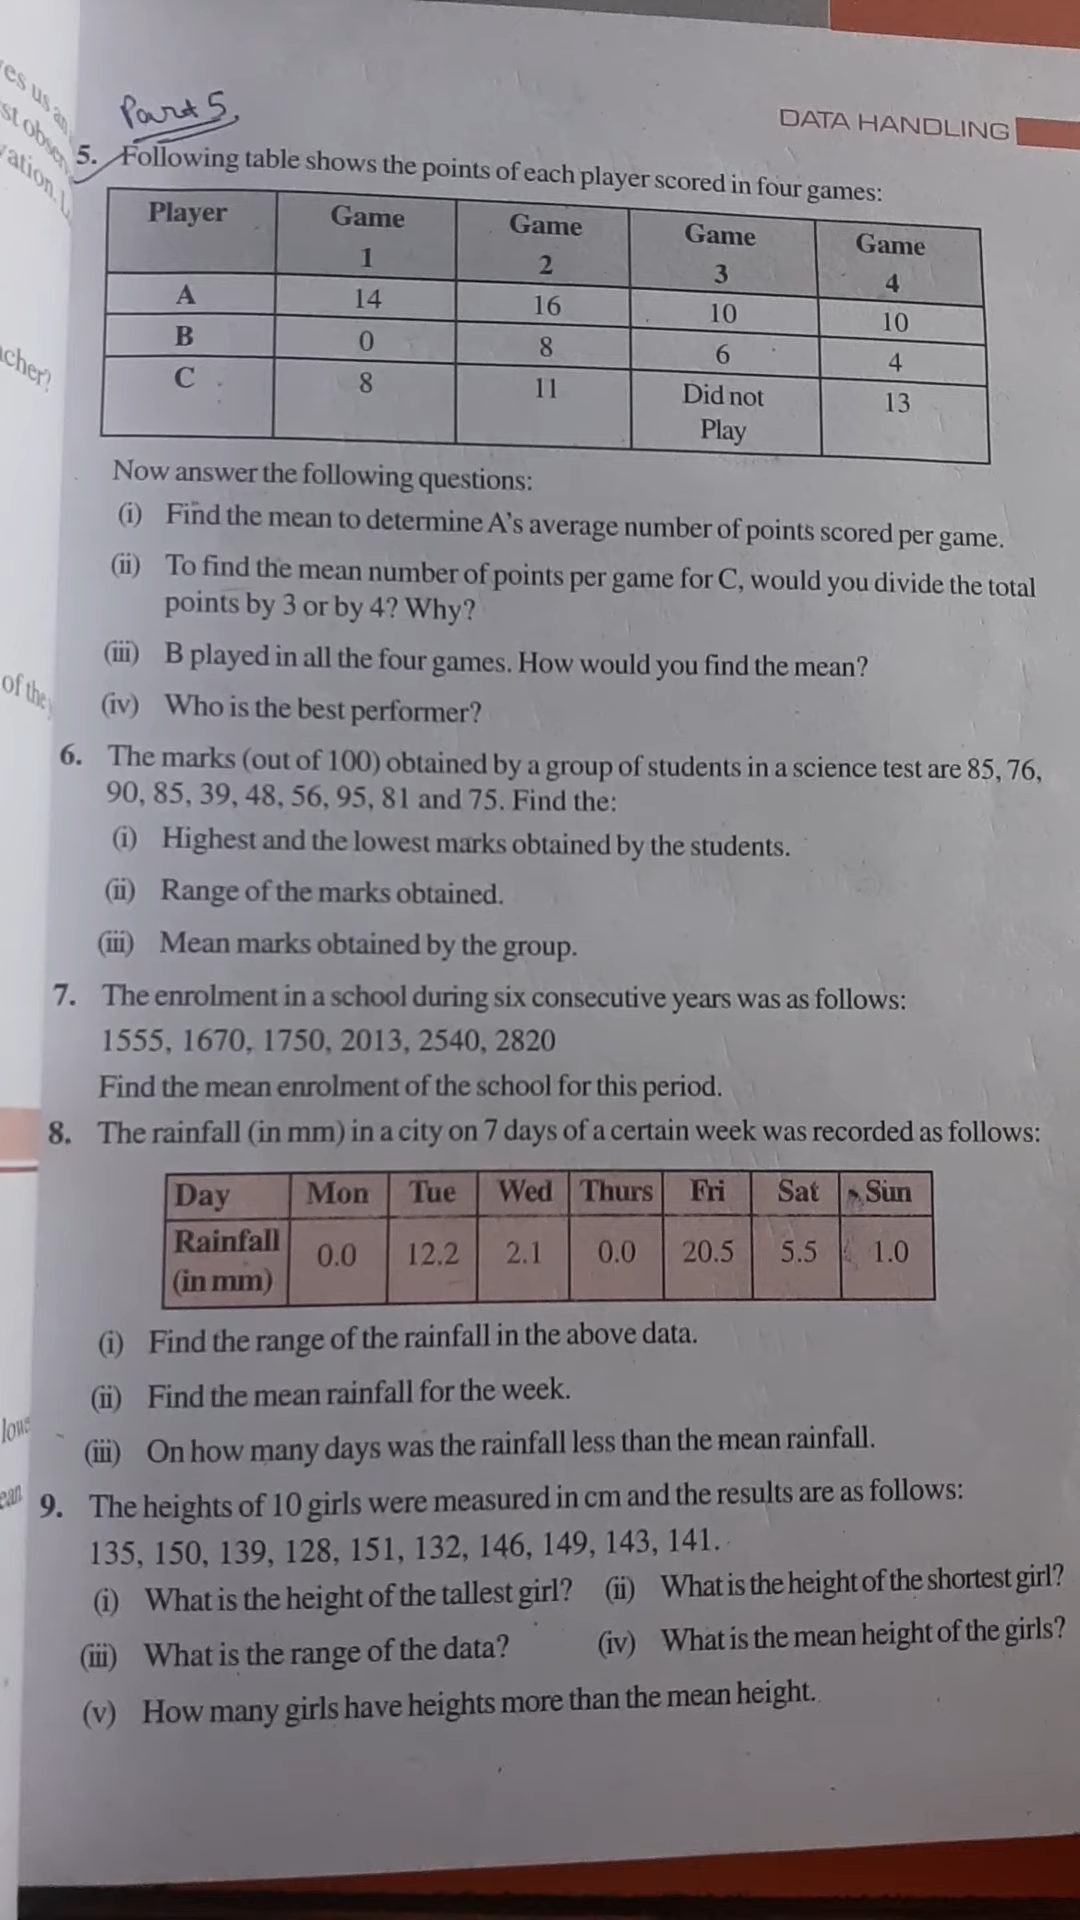 Part 5
DATA HANDLING
5. Following table shows the points of each player scored in four games:
Player Game 1 Game 2 Game 3 Game 4
A 14 16 10 10
B 0 8 6 4
C 8 11 Did not Play 13
Now answer the following questions:
(i) Find the mean to determine A's average number of points scored per game.
(ii) To find the mean number of points per game for C, would you divide the total
points by 3 or by 4? Why?
(iii) B played in all the four games. How would you find the mean?
(iv) Who is the best performer?
6. The marks (out of 100) obtained by a group of students in a science test are 85, 76,
90, 85, 39, 48, 56, 95, 81 and 75. Find the:
(i) Highest and the lowest marks obtained by the students.
(ii) Range of the marks obtained.
(iii) Mean marks obtained by the group.
7. The enrolment in a school during six consecutive years was as follows:
1555, 1670, 1750, 2013, 2540, 2820
Find the mean enrolment of the school for this period.
8. The rainfall (in mm) in a city on 7 days of a certain week was recorded as follows:
Day Mon Tue Wed Thurs Fri Sat Sun
Rainfall (in mm) 0.0 12.2 2.1 0.0 20.5 5.5 1.0
(i) Find the range of the rainfall in the above data.
(ii) Find the mean rainfall for the week.
(iii) On how many days was the rainfall less than the mean rainfall.
9. The heights of 10 girls were measured in cm and the results are as follows:
135, 150, 139, 128, 151, 132, 146, 149, 143, 141.
(i) What is the height of the tallest girl? (ii) What is the height of the shortest girl?
(iii) What is the range of the data? (iv) What is the mean height of the girls?
(v) How many girls have heights more than the mean height.